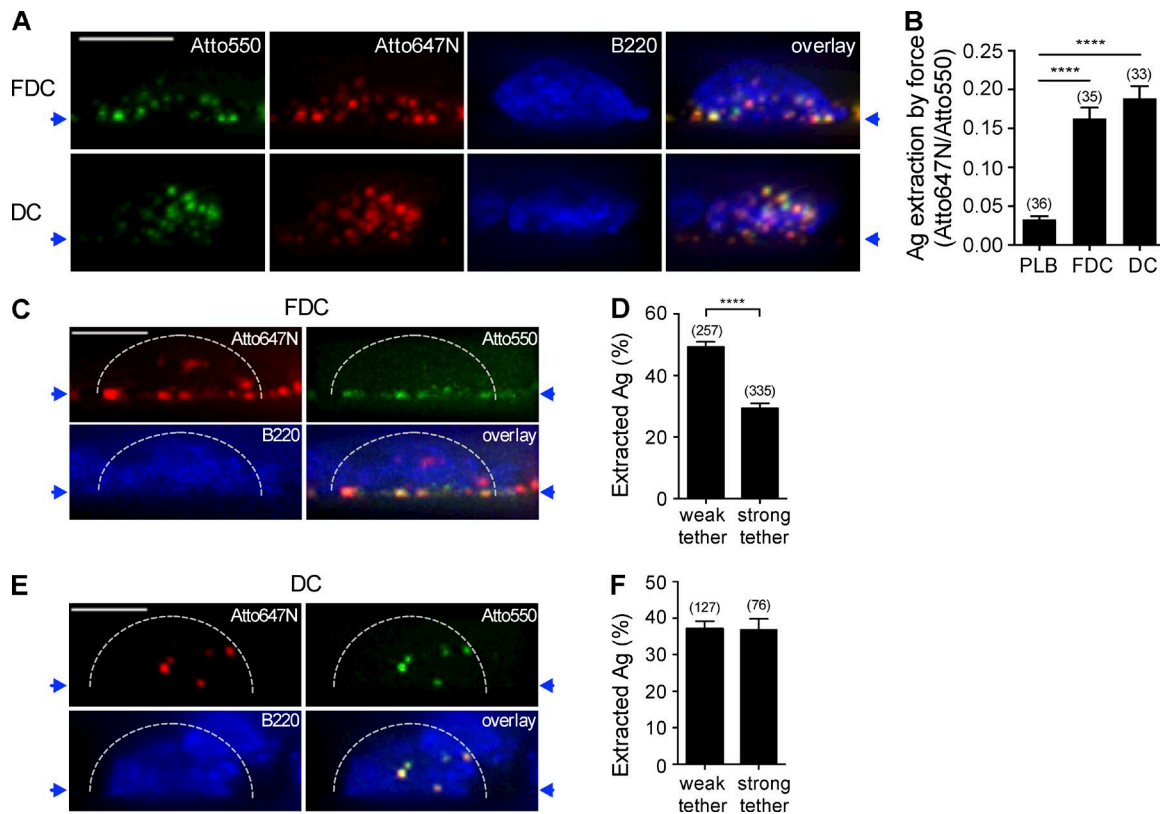 A
Atto550
Atto647N
B220
overlay
FDC
DC
B
Ag extraction by force
(Atto647N/Atto550)
0.25
0.20
0.15
0.10
0.05
0.00
****
****
(36)
(35)
(33)
PLB
FDC
DC
C
FDC
Atto647N
Atto550
B220
overlay
D
Extracted Ag (%)
60
40
20
0
****
(257)
(335)
weak
tether
strong
tether
E
DC
Atto647N
Atto550
B220
overlay
F
Extracted Ag (%)
50
40
30
20
10
0
(127)
(76)
weak
tether
strong
tether